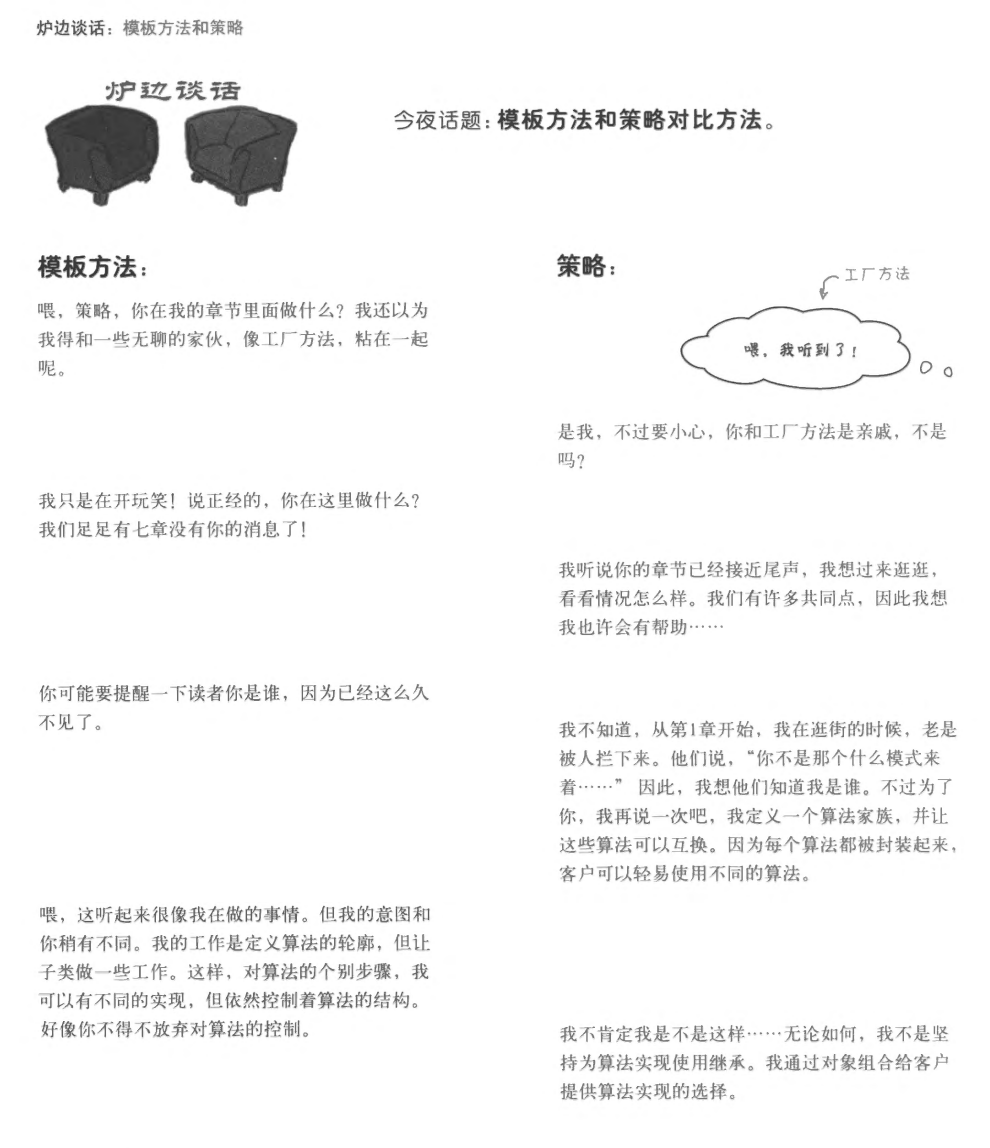 炉边谈话：模板方法和策略
炉边谈话
今夜话题：模板方法和策略对比方法。
模板方法：
喂，策略，你在我的章节里面做什么？我还以为
我得和一些无聊的家伙，像工厂方法，粘在一起
呢。
我只是在开玩笑！说正经的，你在这里做什么？
我们足足有七章没有你的消息了！
你可能要提醒一下读者你是谁，因为已经这么久
不见了。
喂，这听起来很像我在做的事情。但我的意图和
你稍有不同。我的工作是定义算法的轮廓，但让
子类做一些工作。这样，对算法的个别步骤，我
可以有不同的实现，但依然控制着算法的结构。
好像你不得不放弃对算法的控制。
策略：
工厂方法
喂，我听到了！
是我，不过要小心，你和工厂方法是亲戚，不是
吗？
我听说你的章节已经接近尾声，我想过来逛逛，
看看情况怎么样。我们有许多共同点，因此我想
我也许会有帮助……
我不知道，从第1章开始，我在逛街的时候，老是
被人拦下来。他们说，“你不是那个什么模式来
着……” 因此，我想他们知道我是谁。不过为了
你，我再说一次吧，我定义一个算法家族，并让
这些算法可以互换。因为每个算法都被封装起来，
客户可以轻易使用不同的算法。
我不肯定我是不是这样……无论如何，我不是坚
持为算法实现使用继承。我通过对象组合给客户
提供算法实现的选择。